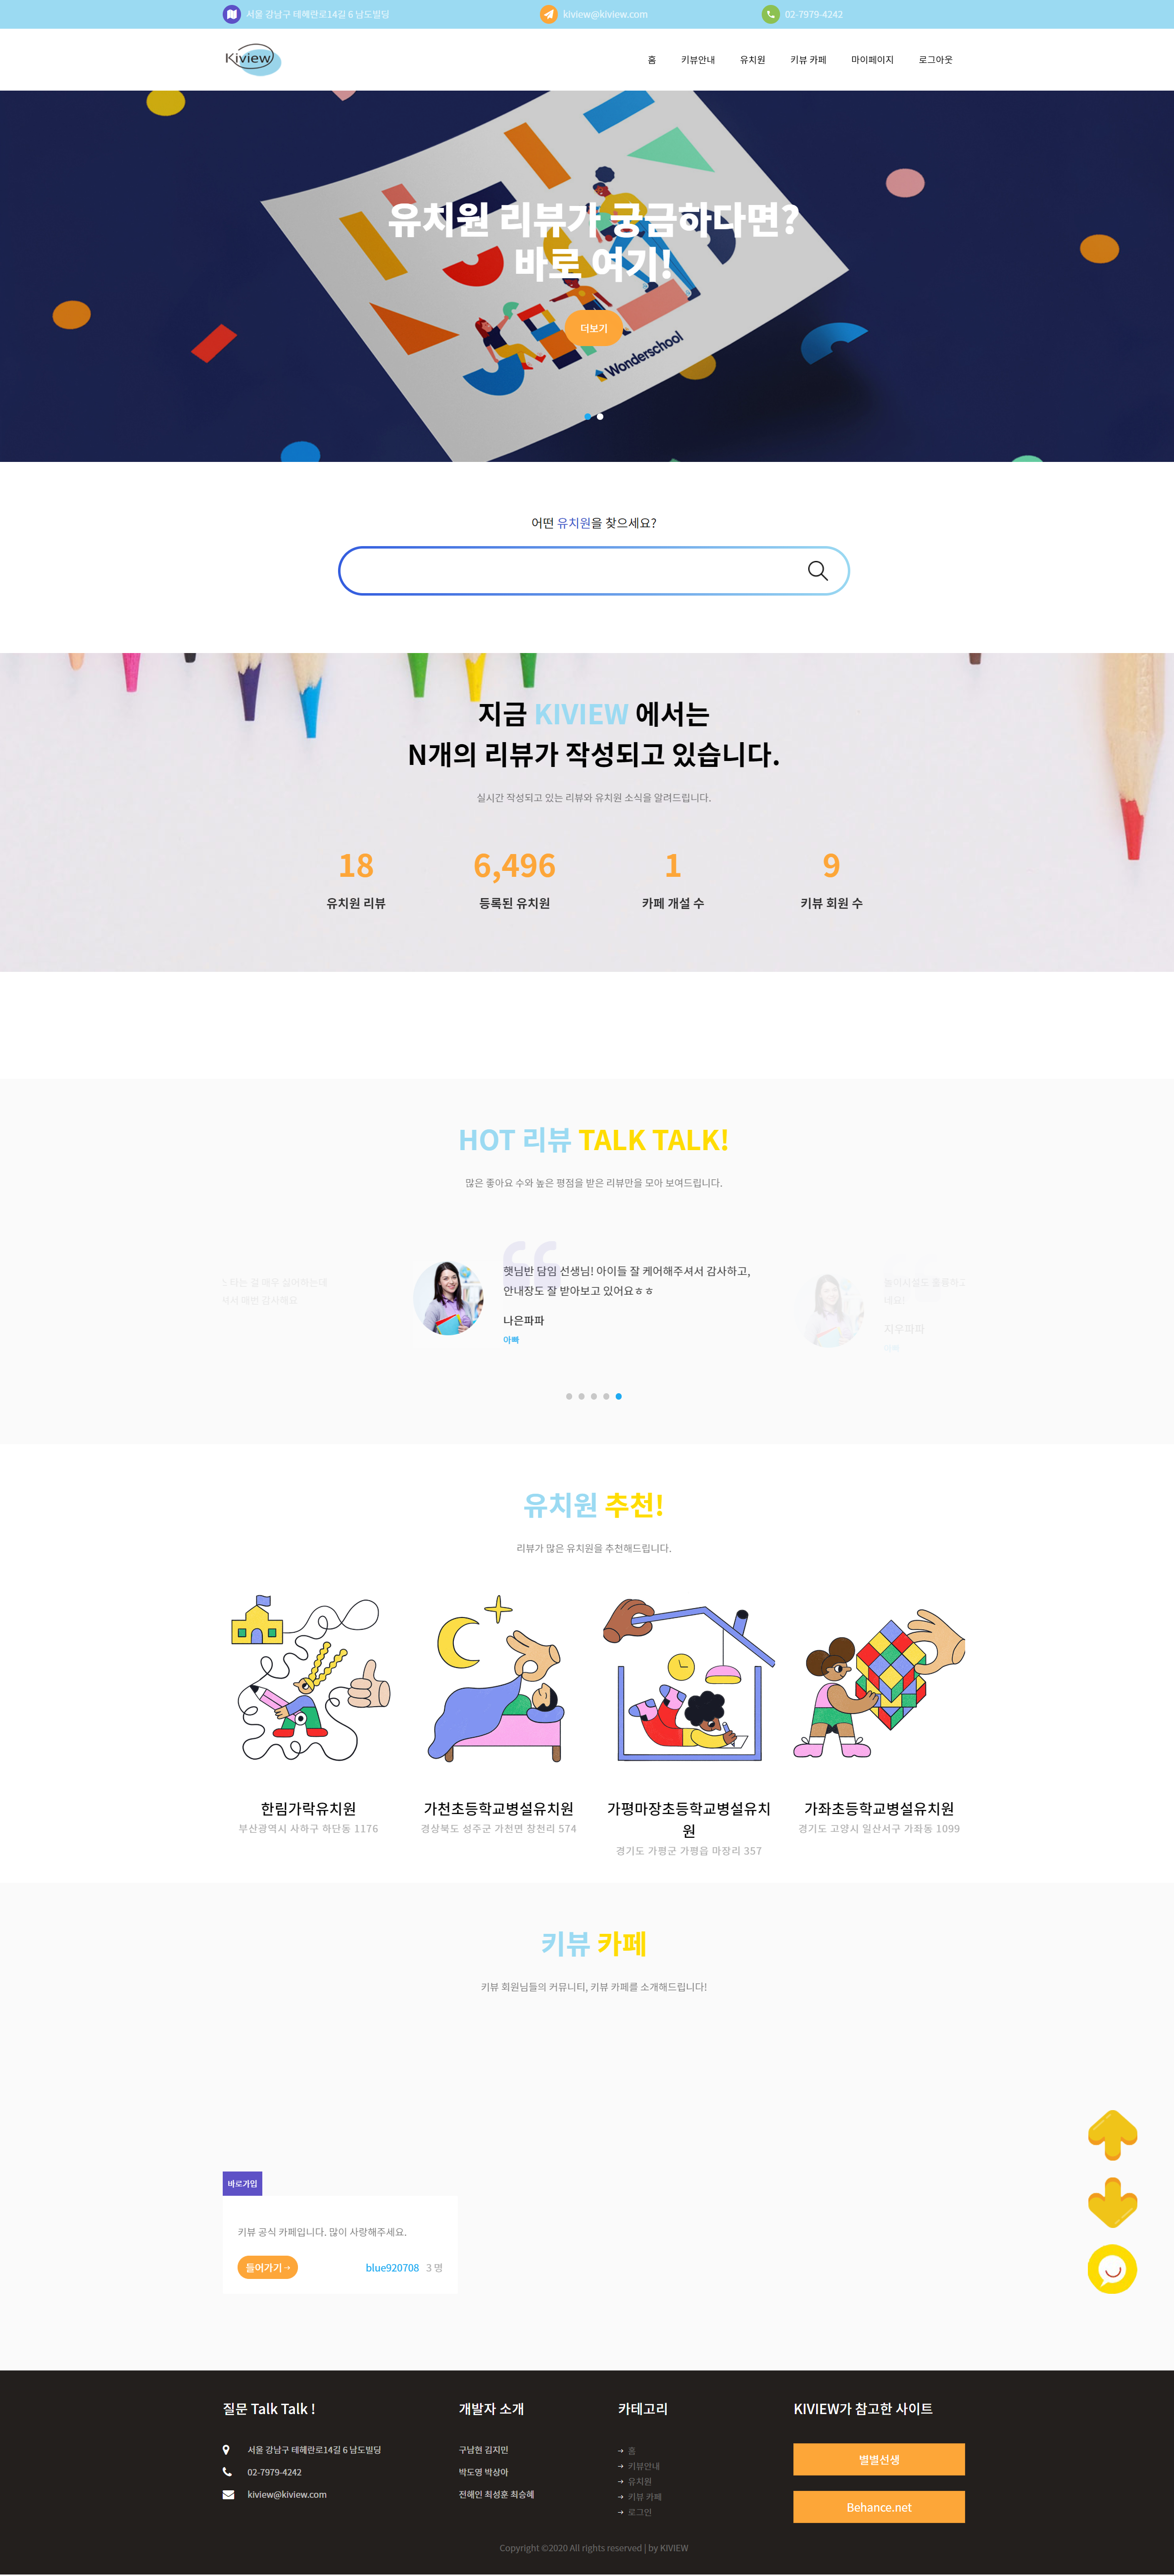 서울 강남구 테헤란로14길 6 남도빌딩
kiview@kiview.com
02-7979-4242
Kiview
홈 키뷰안내 유치원 키뷰 카페 마이페이지 로그아웃
유치원 리뷰가 궁금하다면?
바로 여기!
더보기
Wonderschool
어떤 유치원을 찾으세요?
지금 KIVIEW 에서는
N개의 리뷰가 작성되고 있습니다.
실시간 작성되고 있는 리뷰와 유치원 소식을 알려드립니다.
18 6,496 1 9
유치원 리뷰 등록된 유치원 카페 개설 수 키뷰 회원 수
HOT 리뷰 TALK TALK!
많은 좋아요 수와 높은 평점을 받은 리뷰만을 모아 보여드립니다.
햇님반 담임 선생님! 아이들 잘 케어해주셔서 감사하고,
안내장도 잘 받아보고 있어요ㅎㅎ
나은파파
아빠
지우파파
아빠
유치원 추천!
리뷰가 많은 유치원을 추천해드립니다.
한림가락유치원
부산광역시 사하구 하단동 1176
가천초등학교병설유치원
경상북도 성주군 가천면 창천리 574
가평마장초등학교병설유치
원
경기도 가평군 가평읍 마장리 357
가좌초등학교병설유치원
경기도 고양시 일산서구 가좌동 1099
키뷰 카페
키뷰 회원님들의 커뮤니티, 키뷰 카페를 소개해드립니다!
바로가입
키뷰 공식 카페입니다. 많이 사랑해주세요.
들어가기→ blue920708 3 명
질문 Talk Talk !
서울 강남구 테헤란로14길 6 남도빌딩
02-7979-4242
kiview@kiview.com
개발자 소개
구남현 김지민
박도영 박상아
전해인 최성훈 최승혜
카테고리
→ 홈
→ 키뷰안내
→ 유치원
→ 키뷰 카페
→ 로그인
KIVIEW가 참고한 사이트
별별선생
Behance.net
Copyright ©2020 All rights reserved | by KIVIEW